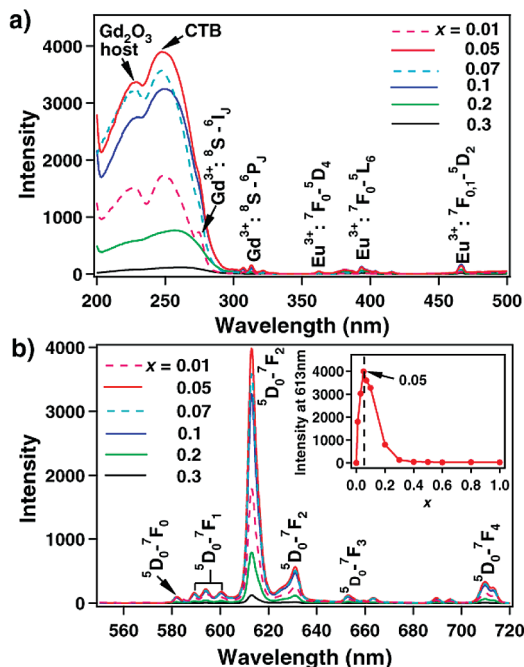 a)
4000
3000
2000
1000
0
Intensity
Gd₂O₃
host
CTB
x = 0.01
0.05
0.07
0.1
0.2
0.3
Gd³⁺: ⁸S - ⁶I_J
Gd³⁺: ⁸S - ⁶P_J
Eu³⁺: ⁷F₀-⁵D₄
Eu³⁺: ⁷F₀-⁵L₆
Eu³⁺: ⁷F₀,₁-⁵D₂
200 250 300 350 400 450 500
Wavelength (nm)
b)
4000
3000
2000
1000
0
Intensity
x = 0.01
0.05
0.07
0.1
0.2
0.3
⁵D₀-⁷F₀
⁵D₀-⁷F₁
⁵D₀-⁷F₂
⁵D₀-⁷F₂
⁵D₀-⁷F₃
⁵D₀-⁷F₄
Intensity at 613nm
5000
4000
3000
2000
1000
0
0.05
0.0 0.2 0.4 0.6 0.8 1.0
x
560 580 600 620 640 660 680 700 720
Wavelength (nm)